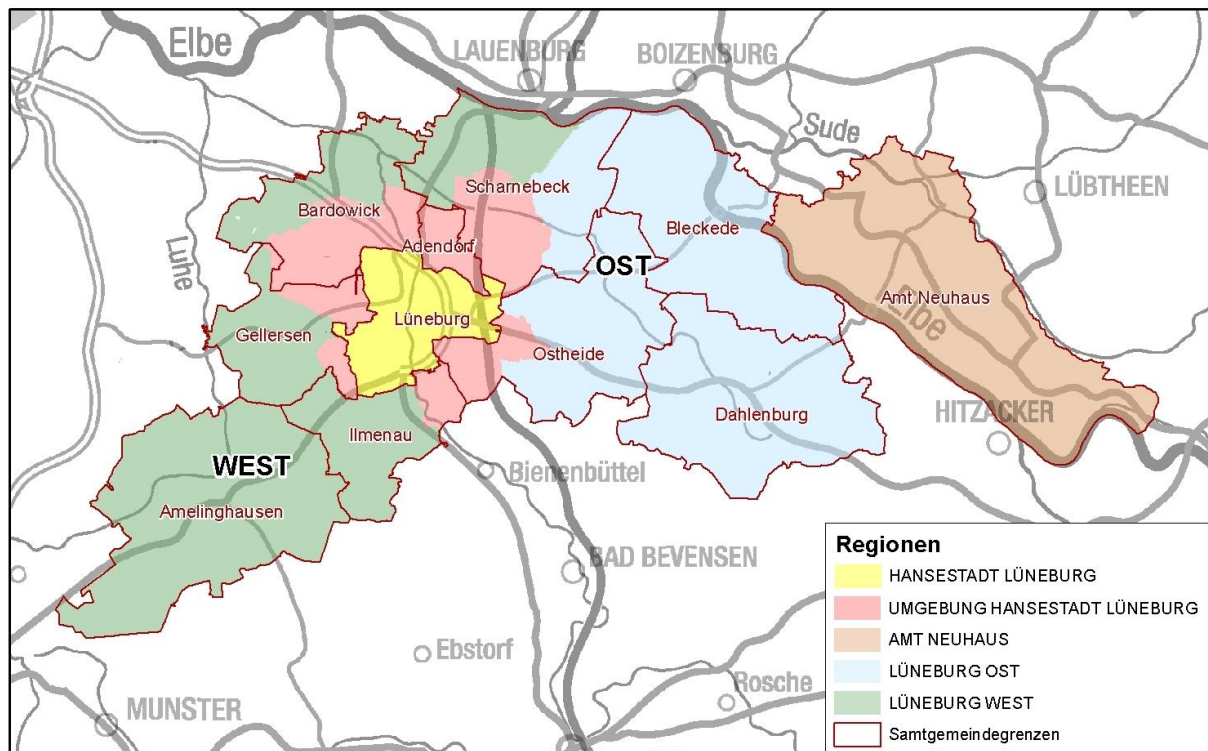 Elbe
LAUENBURG
BOIZENBURG
Sude
LÜBTHEEN
Scharnebeck
Bardowick
Bleckede
Luhe
Adendorf
OST
Amt Neuhaus
Elbe
Lüneburg
Gellersen
Ostheide
Dahlenburg
HITZACKER
Ilmenau
WEST
Bienenbüttel
Amelinghausen
BAD BEVENSEN
Ebstorf
Rosche
MUNSTER
Regionen
HANSESTADT LÜNEBURG
UMGEBUNG HANSESTADT LÜNEBURG
AMT NEUHAUS
LÜNEBURG OST
LÜNEBURG WEST
Samtgemeindegrenzen